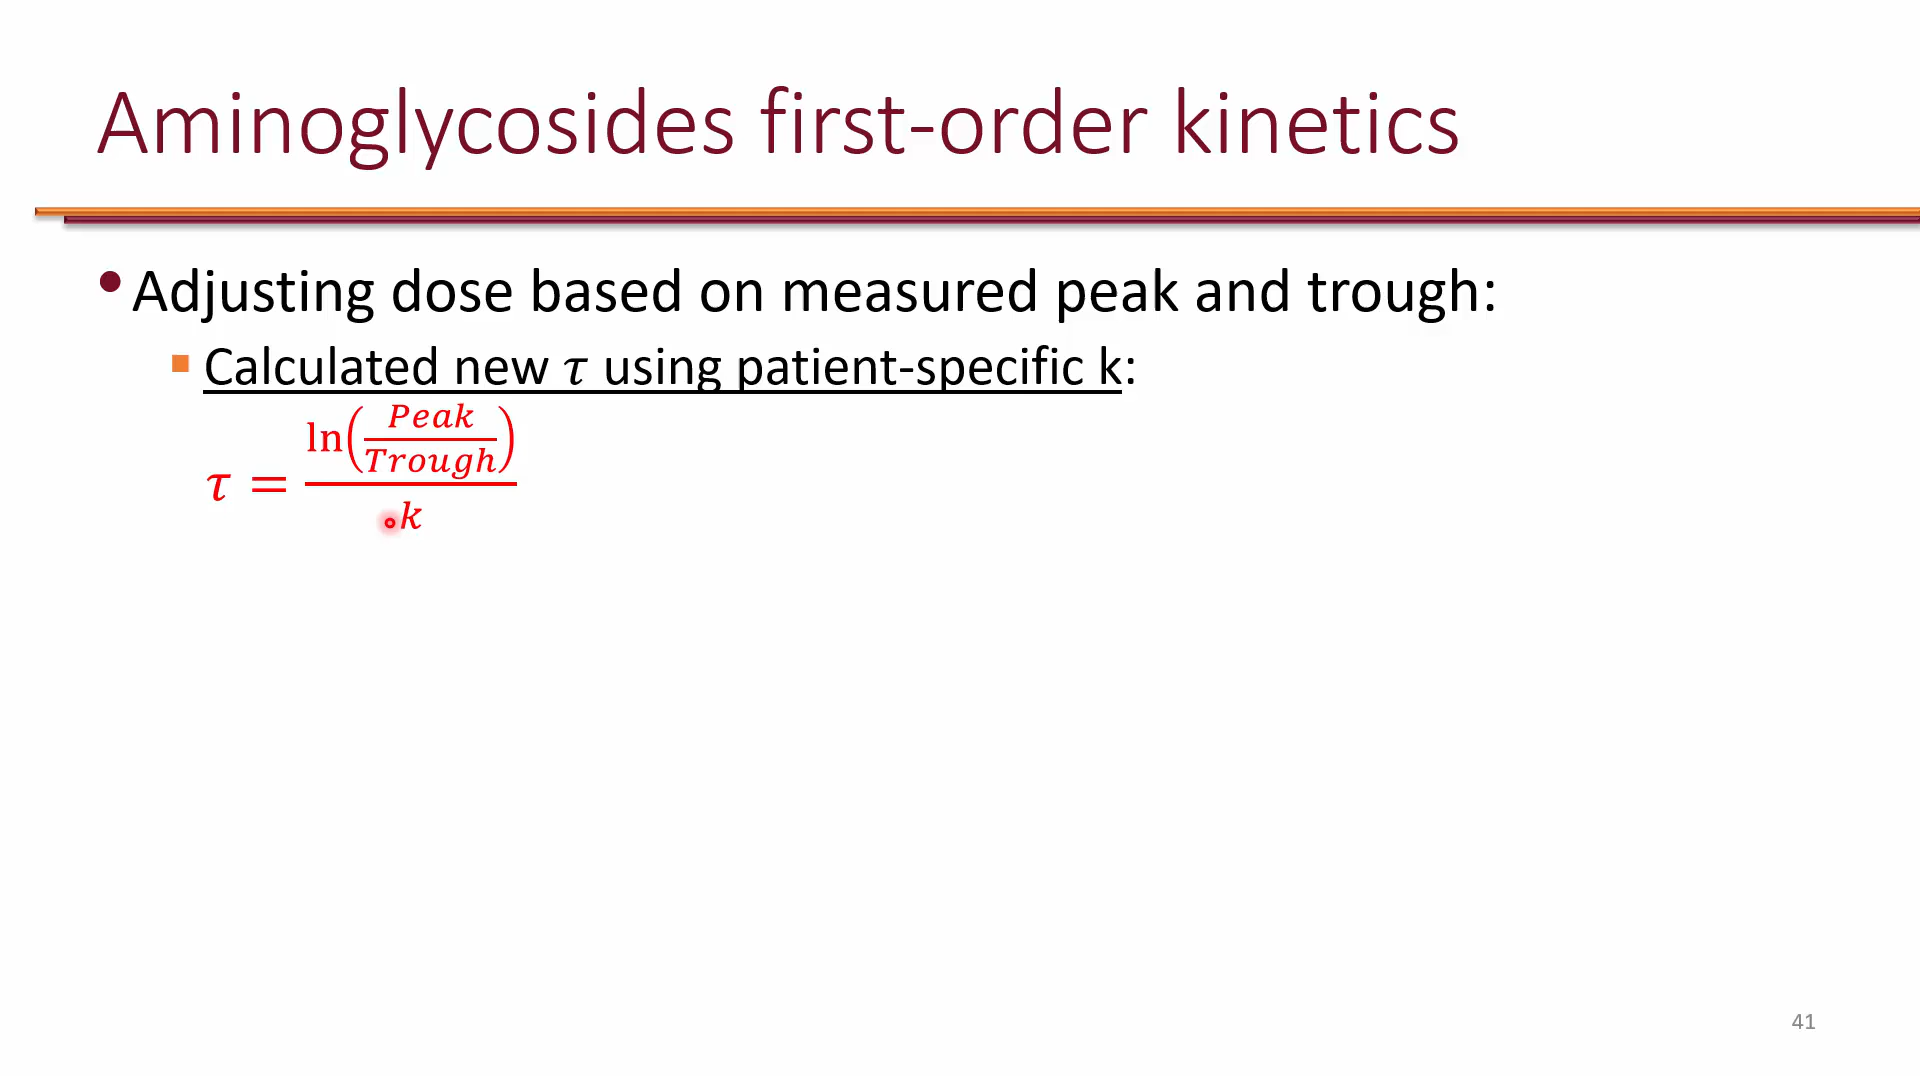 Aminoglycosides first-order kinetics
•Adjusting dose based on measured peak and trough:
▪ Calculated new 𝜏 using patient-specific k:
𝜏 = ln(Peak/Trough)/k
41